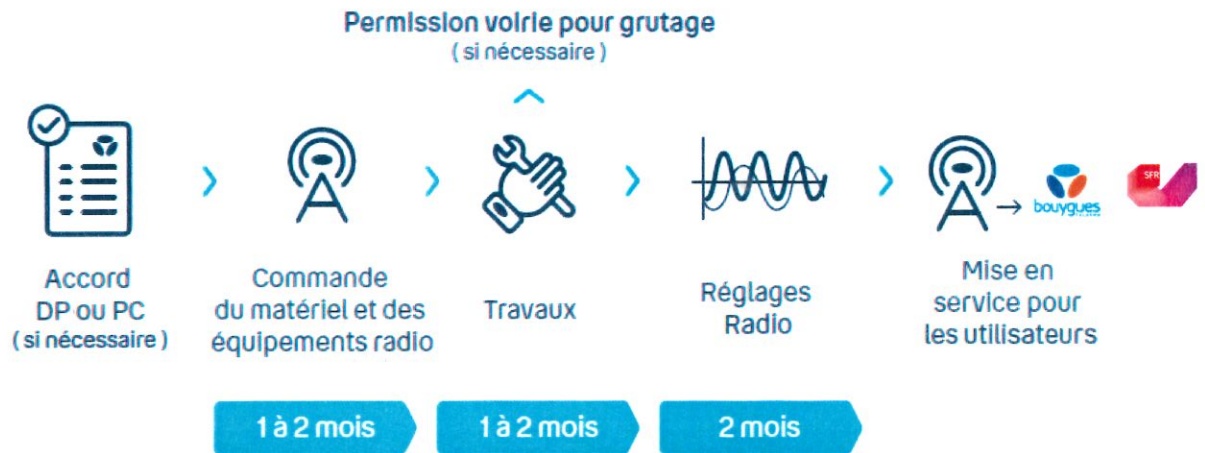 Permission voirie pour grutage
( si nécessaire )
SFR
bouygues
Accord
DP ou PC
( si nécessaire )
Commande
du matériel et des
équipements radio
Travaux
Réglages
Radio
Mise en
service pour
les utilisateurs
1 à 2 mois
1 à 2 mois
2 mois